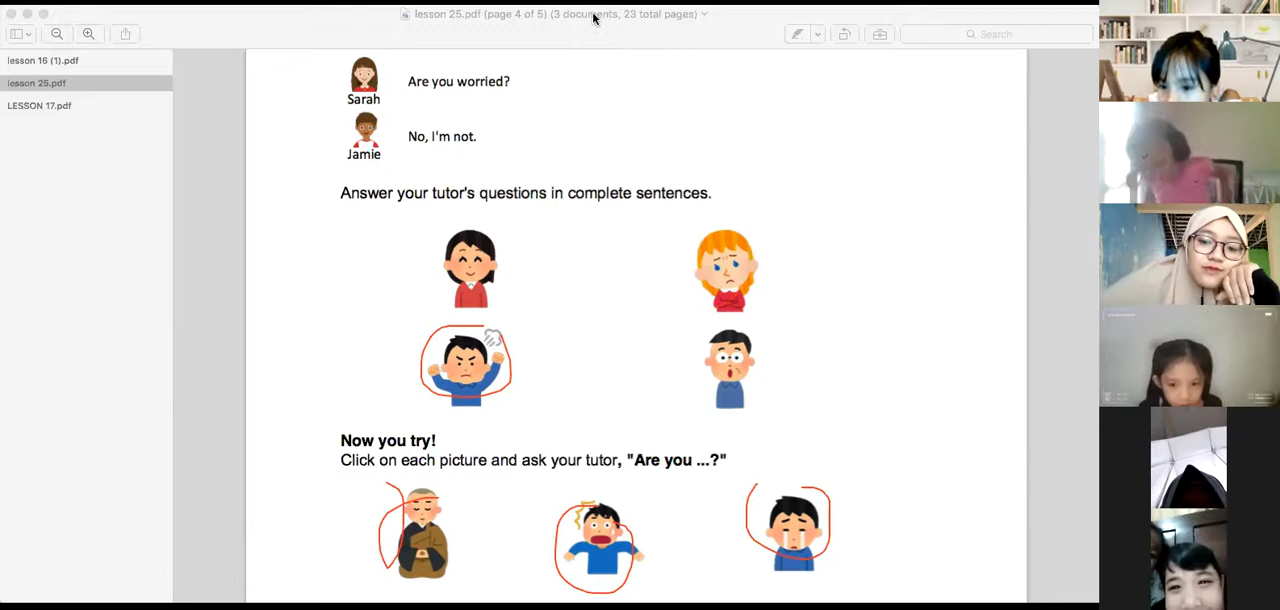 lesson 25.pdf (page 4 of 5) (3 documents, 23 total pages)
Search
lesson 16 (1).pdf
lesson 25.pdf
LESSON 17.pdf
Are you worried?
Sarah
No, I'm not.
Jamie
Answer your tutor's questions in complete sentences.
Now you try!
Click on each picture and ask your tutor, "Are you ...?"